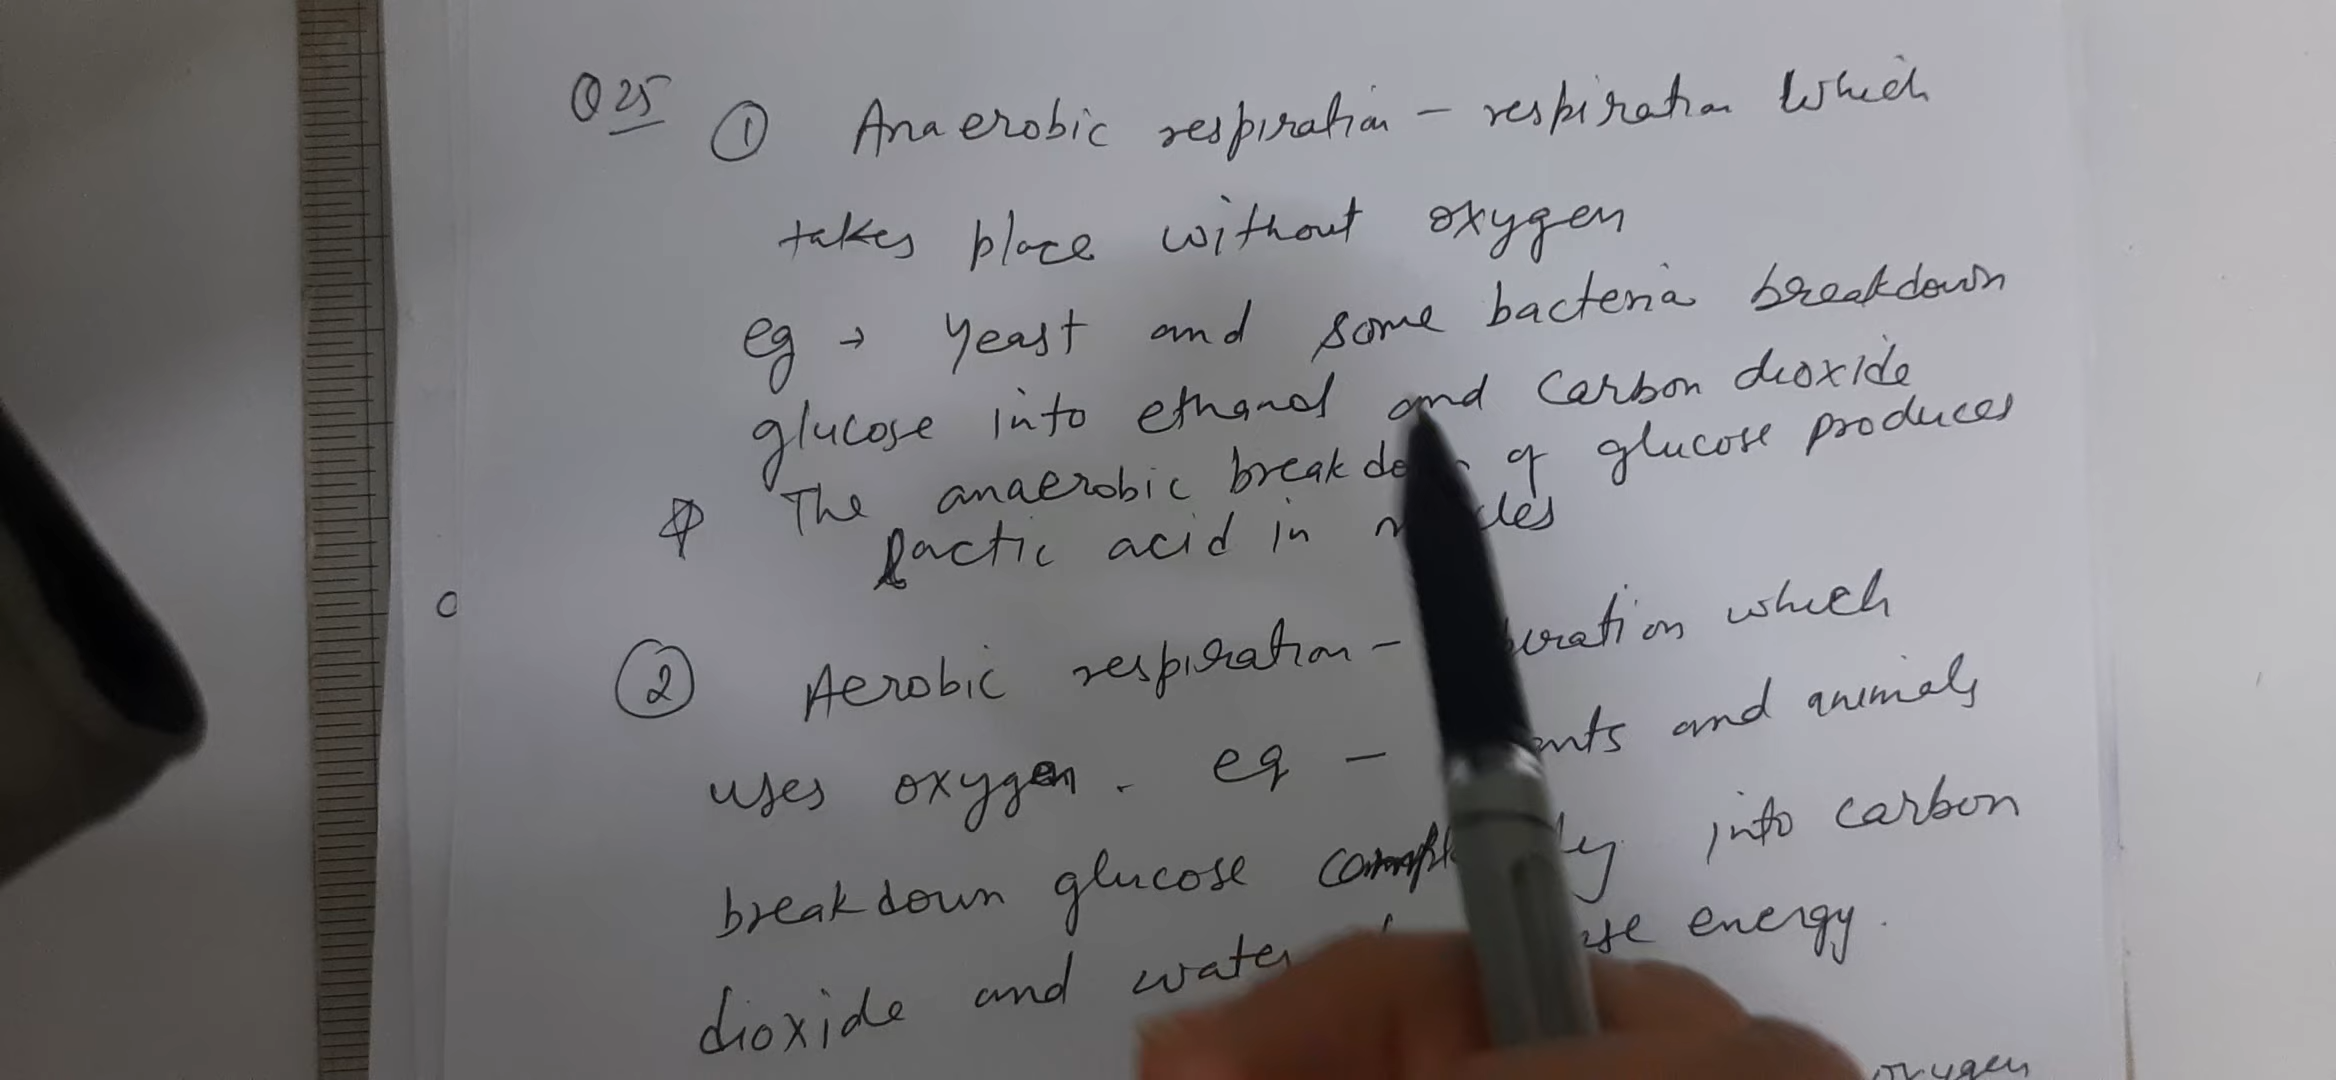 Q 25 ① Anaerobic respiration - respiration which
takes place without oxygen
eg → yeast and some bacteria breakdown
glucose into ethanol and carbon dioxide
The anaerobic break of glucose produces
Lactic acid in
② Aerobic respiration - which
uses oxygen. eg - and animals
breakdown glucose into carbon
dioxide and water energy.
oxygen